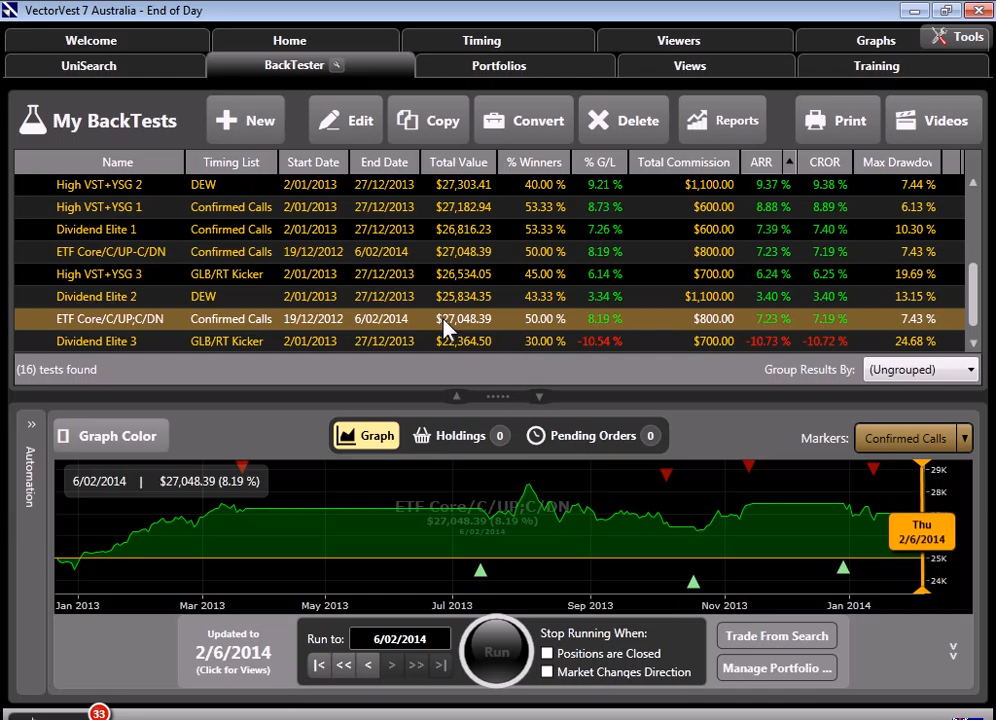 VectorVest 7 Australia - End of Day
Welcome Home Timing Viewers Graphs Tools
UniSearch BackTester Portfolios Views Training
My BackTests New Edit Copy Convert Delete Reports Print Videos
Name Timing List Start Date End Date Total Value % Winners % G/L Total Commission ARR CROR Max Drawdov
High VST+YSG 2 DEW 2/01/2013 27/12/2013 $27,303.41 40.00 % 9.21 % $1,100.00 9.37 % 9.38 % 7.44 %
High VST+YSG 1 Confirmed Calls 2/01/2013 27/12/2013 $27,182.94 53.33 % 8.73 % $600.00 8.88 % 8.89 % 6.13 %
Dividend Elite 1 Confirmed Calls 2/01/2013 27/12/2013 $26,816.23 53.33 % 7.26 % $600.00 7.39 % 7.40 % 10.30 %
ETF Core/C/UP-C/DN Confirmed Calls 19/12/2012 6/02/2014 $27,048.39 50.00 % 8.19 % $800.00 7.23 % 7.19 % 7.43 %
High VST+YSG 3 GLB/RT Kicker 2/01/2013 27/12/2013 $26,534.05 45.00 % 6.14 % $700.00 6.24 % 6.25 % 19.69 %
Dividend Elite 2 DEW 2/01/2013 27/12/2013 $25,834.35 43.33 % 3.34 % $1,100.00 3.40 % 3.40 % 13.15 %
ETF Core/C/UP;C/DN Confirmed Calls 19/12/2012 6/02/2014 $27,048.39 50.00 % 8.19 % $800.00 7.23 % 7.19 % 7.43 %
Dividend Elite 3 GLB/RT Kicker 2/01/2013 27/12/2013 30.00 % -10.54 % $700.00 -10.73 % -10.72 % 24.68 %
(16) tests found Group Results By: (Ungrouped)
Automation
Graph Color Graph Holdings 0 Pending Orders 0 Markers: Confirmed Calls
6/02/2014 | $27,048.39 (8.19 %)
ETF Core/C/UP;C/DN
$27,048.39 (8.19 %)
6/02/2014
29K
28K
Thu
2/6/2014
25K
24K
Jan 2013 Mar 2013 May 2013 Jul 2013 Sep 2013 Nov 2013 Jan 2014
Updated to
2/6/2014
(Click for Views)
Run to: 6/02/2014
|< << < > >> >|
Run
Stop Running When:
Positions are Closed
Market Changes Direction
Trade From Search
Manage Portfolio ...
33